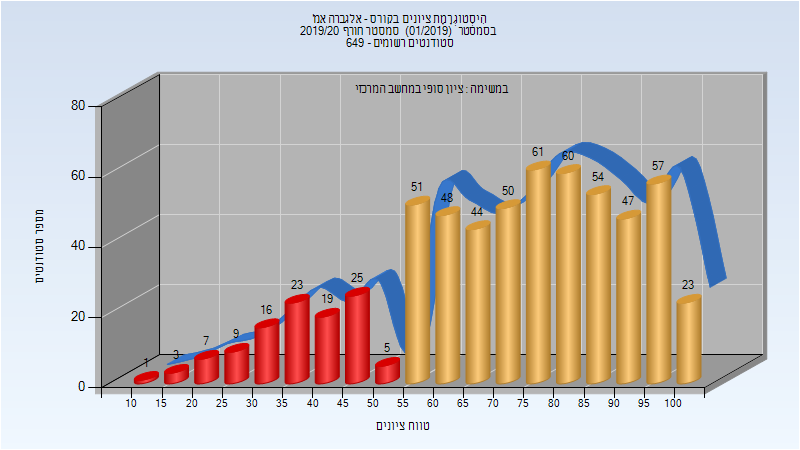 היסטוגרמת ציונים בקורס - אלגברה אמ'
בסמסטר (01/2019) סמסטר חורף 2019/20
סטודנטים רשומים - 649
במשימה : ציון סופי במחשב המרכזי
מספר סטודנטים
80
60
40
20
0
1 3 7 9 16 23 19 25 5 51 48 44 50 61 60 54 47 57 23
10 15 20 25 30 35 40 45 50 55 60 65 70 75 80 85 90 95 100
טווח ציונים